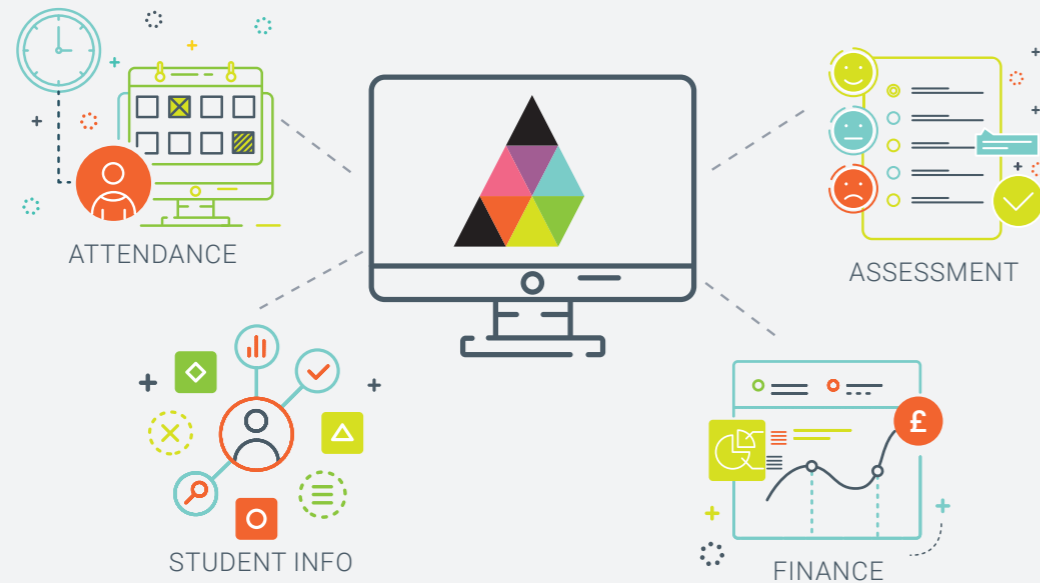 ATTENDANCE
ASSESSMENT
STUDENT INFO
£
FINANCE